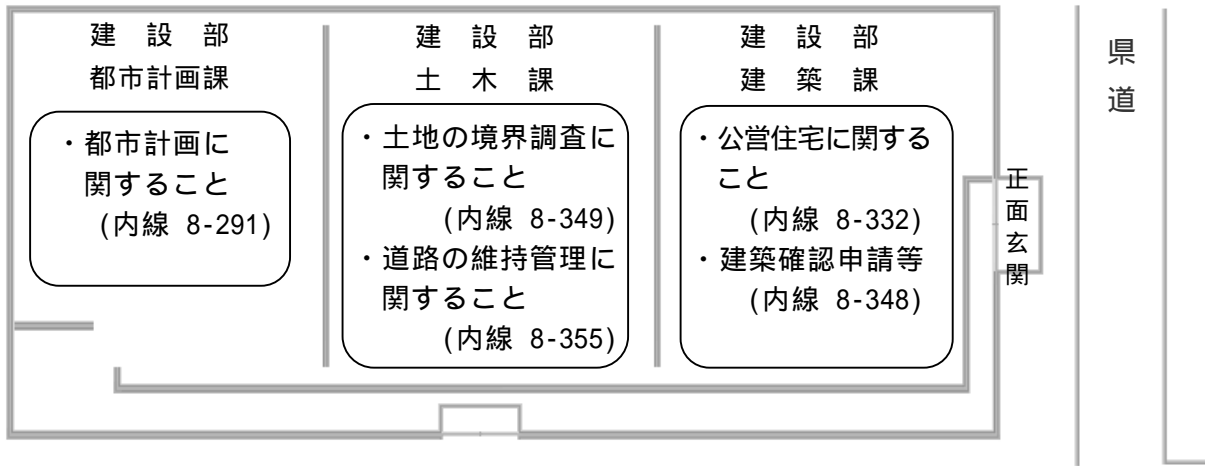 建設部
都市計画課
・都市計画に
関すること
(内線 8-291)
建設部
土木課
・土地の境界調査に
関すること
(内線 8-349)
・道路の維持管理に
関すること
(内線 8-355)
建設部
建築課
・公営住宅に関する
こと
(内線 8-332)
・建築確認申請等
(内線 8-348)
正面玄関
県道